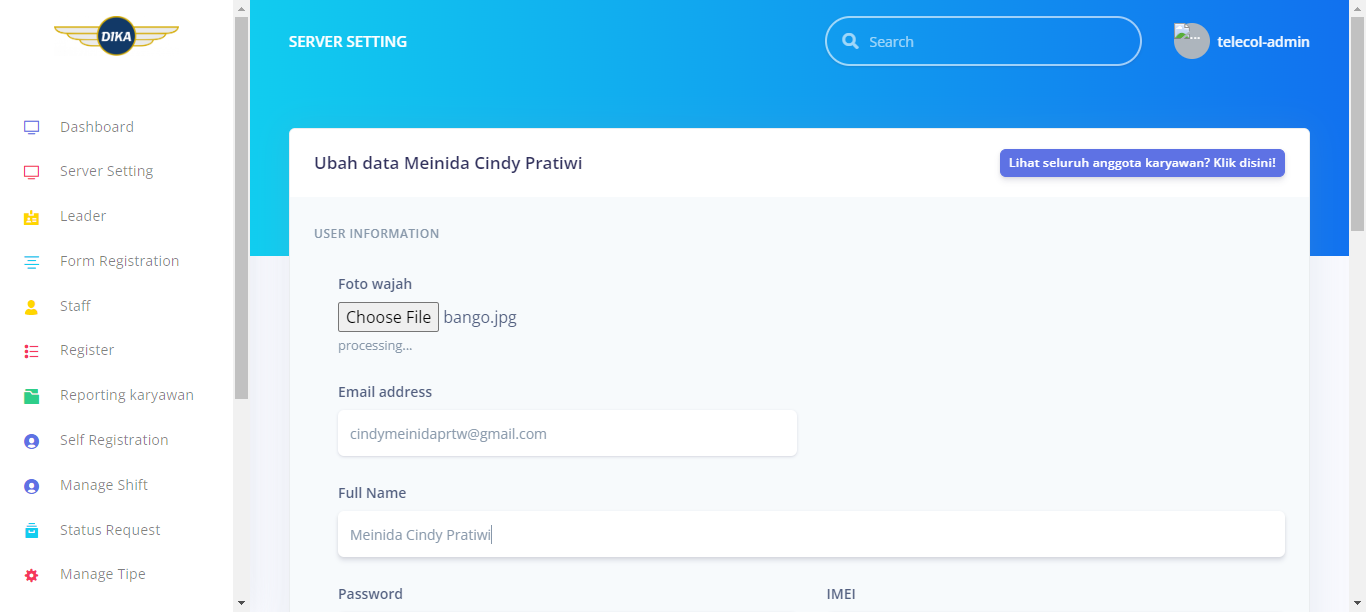 DIKA
SERVER SETTING
Search
...
telecol-admin
Dashboard
Server Setting
Leader
Form Registration
Staff
Register
Reporting karyawan
Self Registration
Manage Shift
Status Request
Manage Tipe
Ubah data Meinida Cindy Pratiwi
Lihat seluruh anggota karyawan? Klik disini!
USER INFORMATION
Foto wajah
Choose File bango.jpg
processing...
Email address
cindymeinidaprtw@gmail.com
Full Name
Meinida Cindy Pratiwi
Password
IMEI